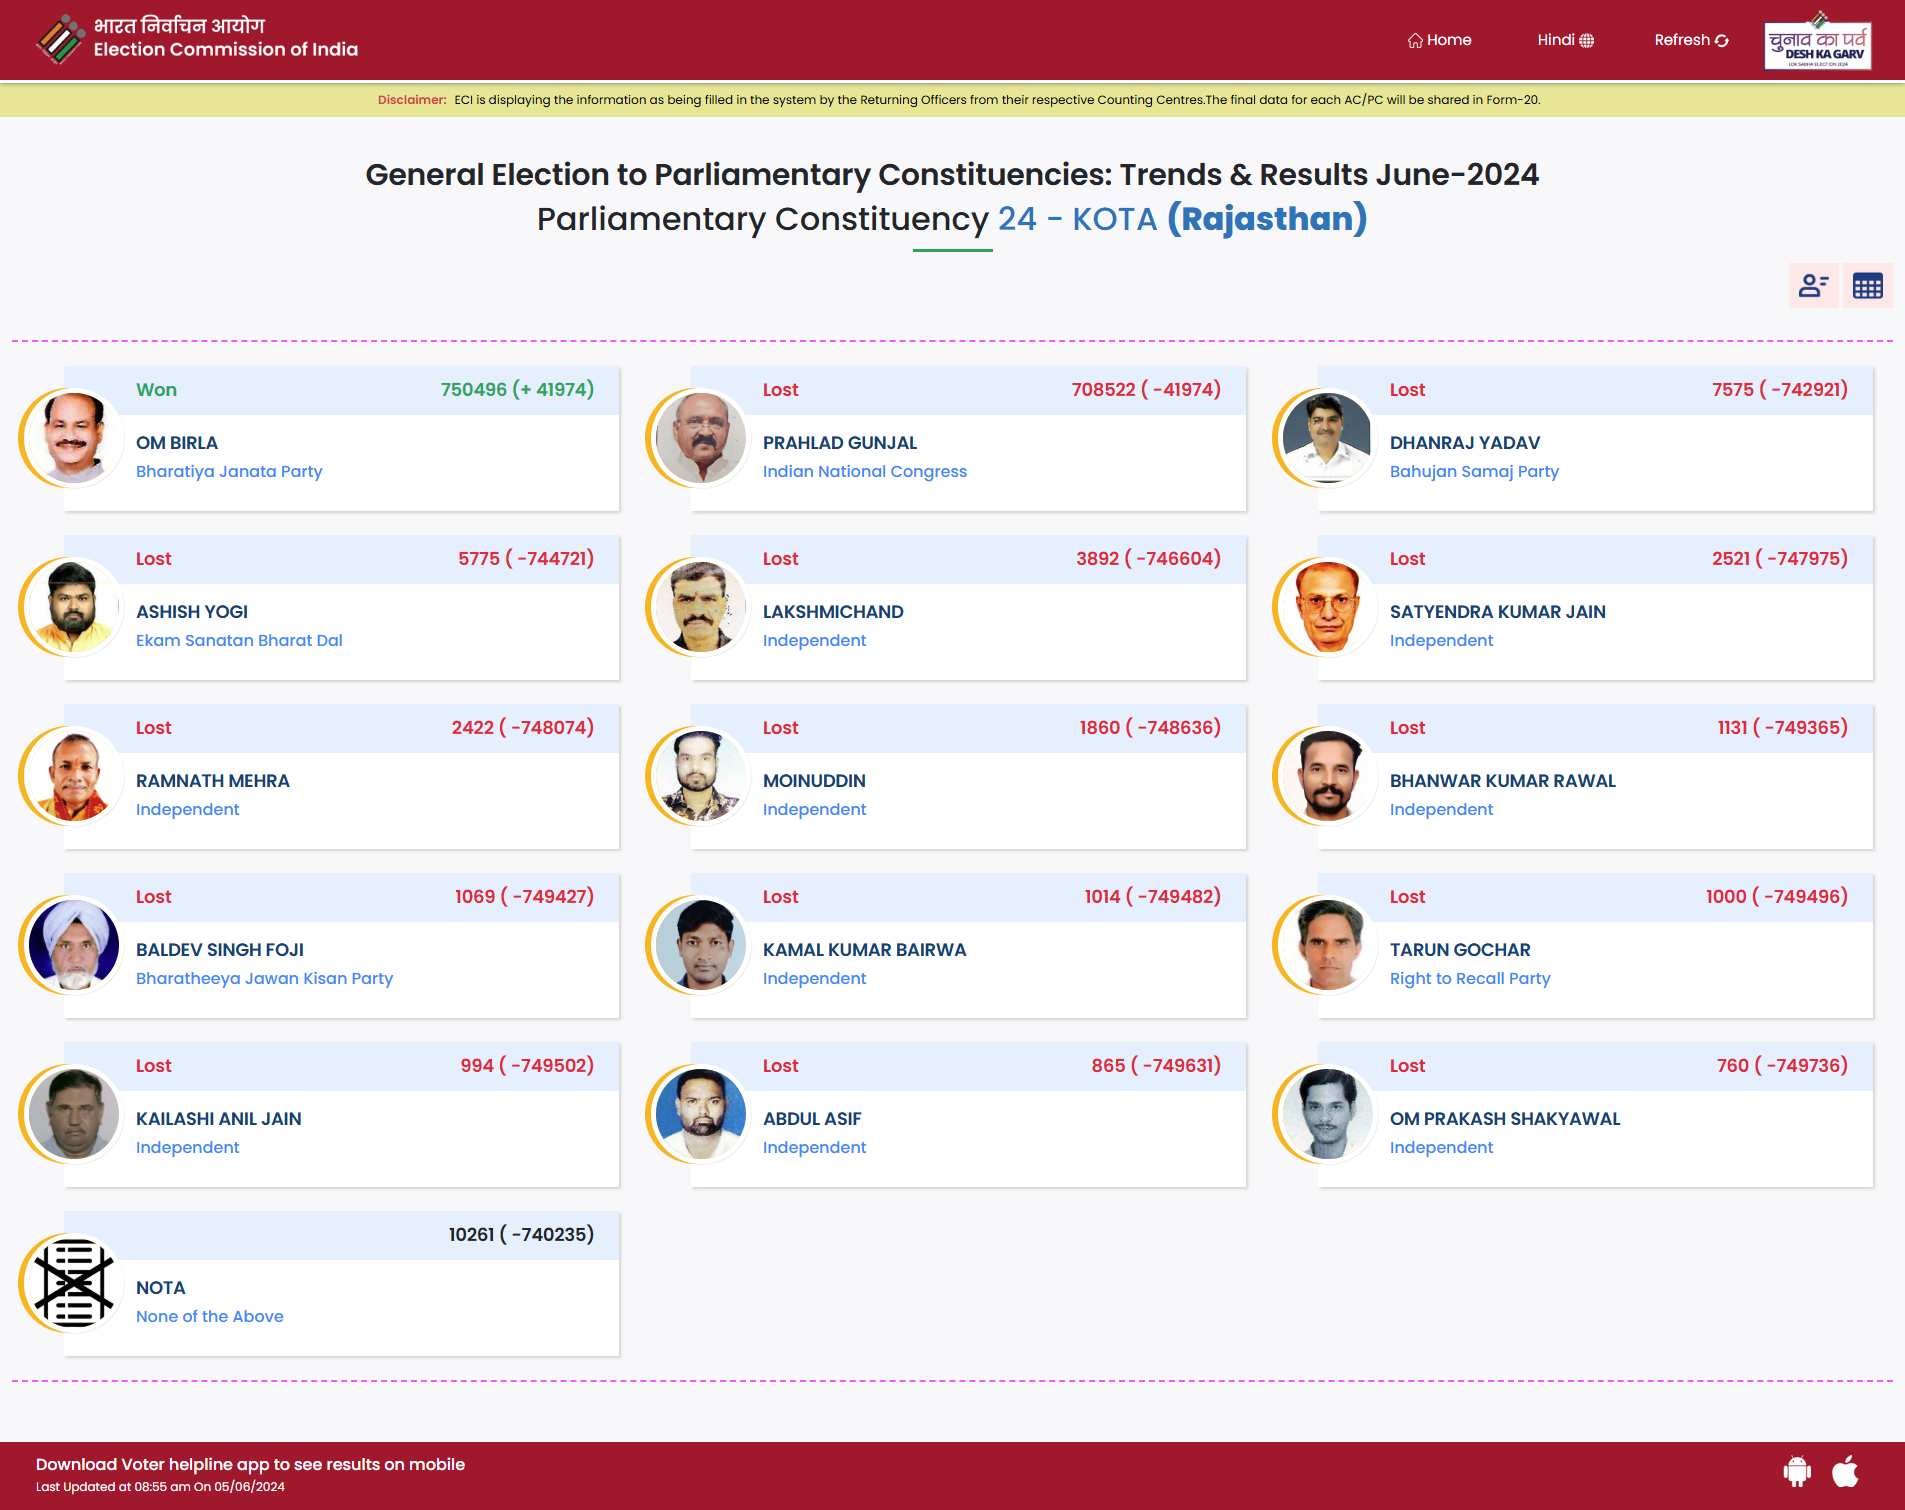 भारत निर्वाचन आयोग
Election Commission of India
Home
Hindi
Refresh
चुनाव का पर्व
DESH KA GARV
LOK SABHA ELECTION 2024
Disclaimer: ECI is displaying the information as being filled in the system by the Returning Officers from their respective Counting Centres.The final data for each AC/PC will be shared in Form-20.
General Election to Parliamentary Constituencies: Trends & Results June-2024
Parliamentary Constituency 24 - KOTA (Rajasthan)
Won 750496 (+ 41974)
OM BIRLA
Bharatiya Janata Party
Lost 708522 ( -41974)
PRAHLAD GUNJAL
Indian National Congress
Lost 7575 ( -742921)
DHANRAJ YADAV
Bahujan Samaj Party
Lost 5775 ( -744721)
ASHISH YOGI
Ekam Sanatan Bharat Dal
Lost 3892 ( -746604)
LAKSHMICHAND
Independent
Lost 2521 ( -747975)
SATYENDRA KUMAR JAIN
Independent
Lost 2422 ( -748074)
RAMNATH MEHRA
Independent
Lost 1860 ( -748636)
MOINUDDIN
Independent
Lost 1131 ( -749365)
BHANWAR KUMAR RAWAL
Independent
Lost 1069 ( -749427)
BALDEV SINGH FOJI
Bharatheeya Jawan Kisan Party
Lost 1014 ( -749482)
KAMAL KUMAR BAIRWA
Independent
Lost 1000 ( -749496)
TARUN GOCHAR
Right to Recall Party
Lost 994 ( -749502)
KAILASHI ANIL JAIN
Independent
Lost 865 ( -749631)
ABDUL ASIF
Independent
Lost 760 ( -749736)
OM PRAKASH SHAKYAWAL
Independent
10261 ( -740235)
NOTA
None of the Above
Download Voter helpline app to see results on mobile
Last Updated at 08:55 am On 05/06/2024